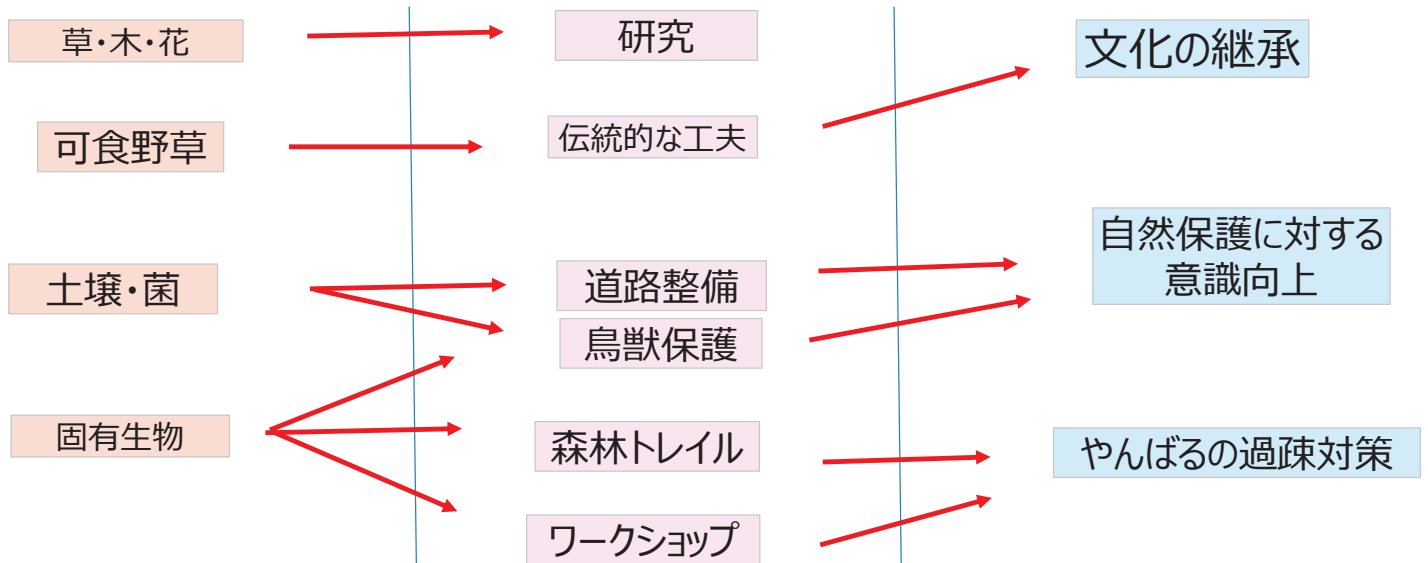 草・木・花
研究
文化の継承
可食野草
伝統的な工夫
土壌・菌
道路整備
自然保護に対する
意識向上
鳥獣保護
固有生物
森林トレイル
やんばるの過疎対策
ワークショップ